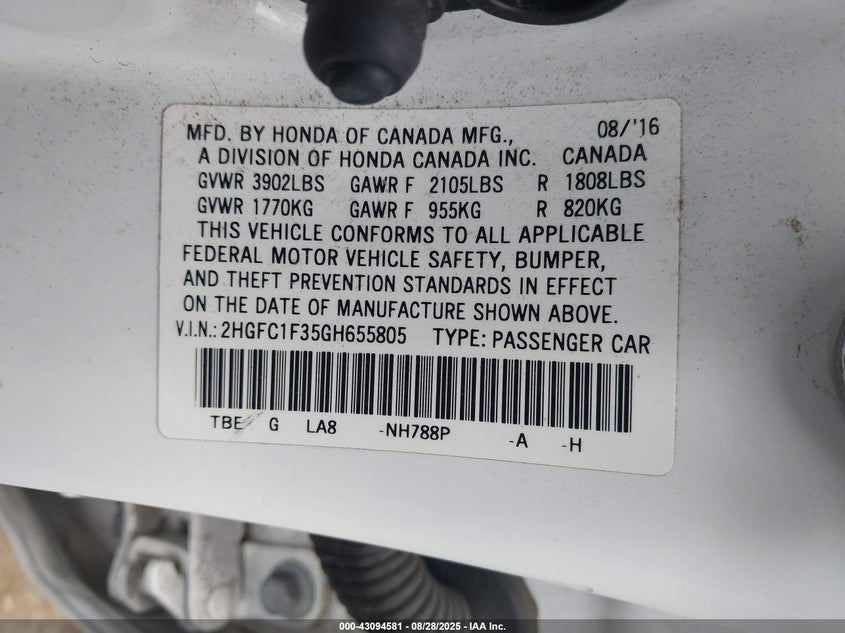 MFD. BY HONDA OF CANADA MFG., 08/'16
A DIVISION OF HONDA CANADA INC. CANADA
GVWR 3902LBS GAWR F 2105LBS R 1808LBS
GVWR 1770KG GAWR F 955KG R 820KG
THIS VEHICLE CONFORMS TO ALL APPLICABLE
FEDERAL MOTOR VEHICLE SAFETY, BUMPER,
AND THEFT PREVENTION STANDARDS IN EFFECT
ON THE DATE OF MANUFACTURE SHOWN ABOVE.
V.I.N.: 2HGFC1F35GH655805 TYPE: PASSENGER CAR
TBE G LA8 -NH788P -A -H
000-43094581 | 08/28/2025 - IAA Inc.